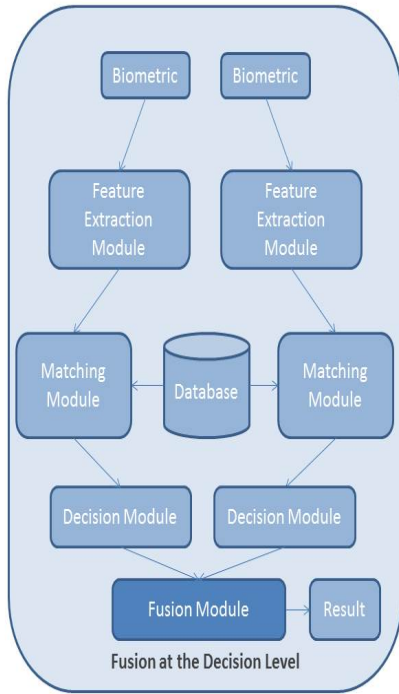 Biometric
Biometric
Feature
Extraction
Module
Feature
Extraction
Module
Matching
Module
Database
Matching
Module
Decision Module
Decision Module
Fusion Module
Result
Fusion at the Decision Level